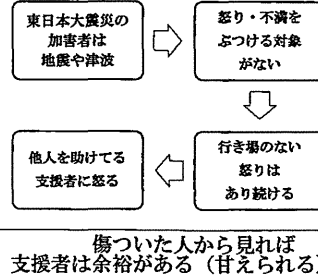 東日本大震災の
加害者は
地震や津波
怒り・不満を
ぶつける対象
がない
行き場のない
怒りは
あり続ける
他人を助けてる
支援者に怒る
傷ついた人から見れば
支援者は余裕がある（甘えられる）